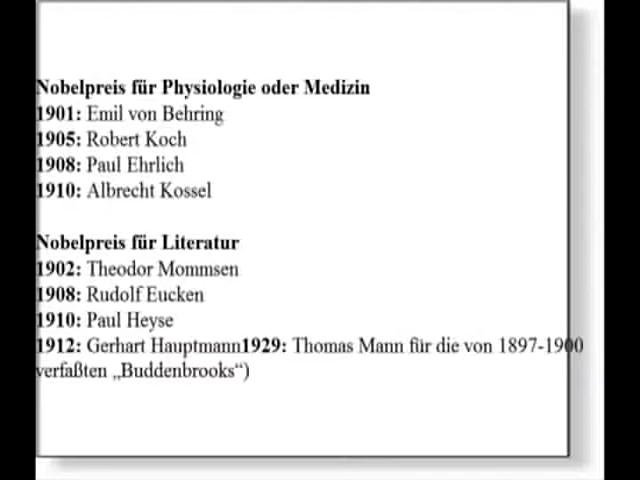 Nobelpreis für Physiologie oder Medizin
1901: Emil von Behring
1905: Robert Koch
1908: Paul Ehrlich
1910: Albrecht Kossel
Nobelpreis für Literatur
1902: Theodor Mommsen
1908: Rudolf Eucken
1910: Paul Heyse
1912: Gerhart Hauptmann1929: Thomas Mann für die von 1897-1900
verfaßten „Buddenbrooks“)